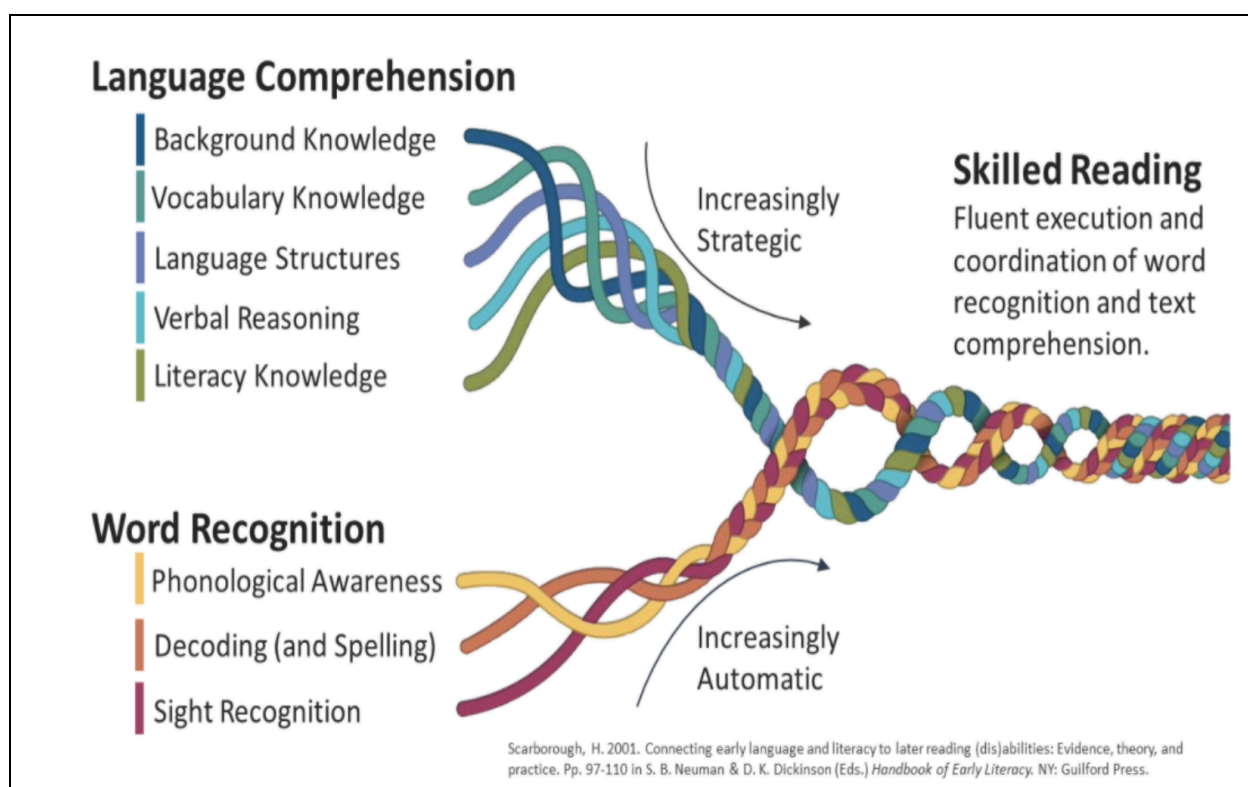 Language Comprehension
Background Knowledge
Vocabulary Knowledge
Language Structures
Verbal Reasoning
Literacy Knowledge
Increasingly
Strategic
Skilled Reading
Fluent execution and
coordination of word
recognition and text
comprehension.
Word Recognition
Phonological Awareness
Decoding (and Spelling)
Sight Recognition
Increasingly
Automatic
Scarborough, H. 2001. Connecting early language and literacy to later reading (dis)abilities: Evidence, theory, and
practice. Pp. 97-110 in S. B. Neuman & D. K. Dickinson (Eds.) Handbook of Early Literacy. NY: Guilford Press.